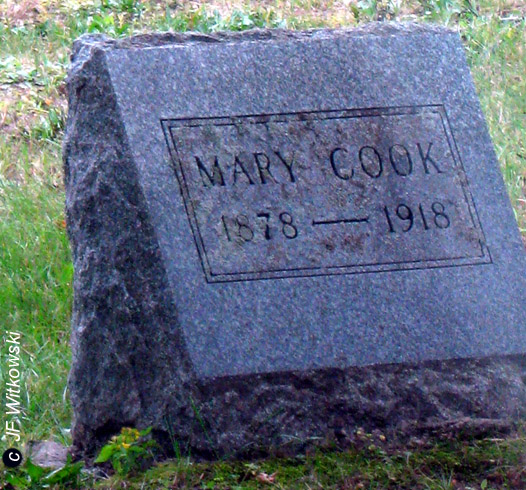 MARY COOK
1878 — 1918
c JF Witkowski